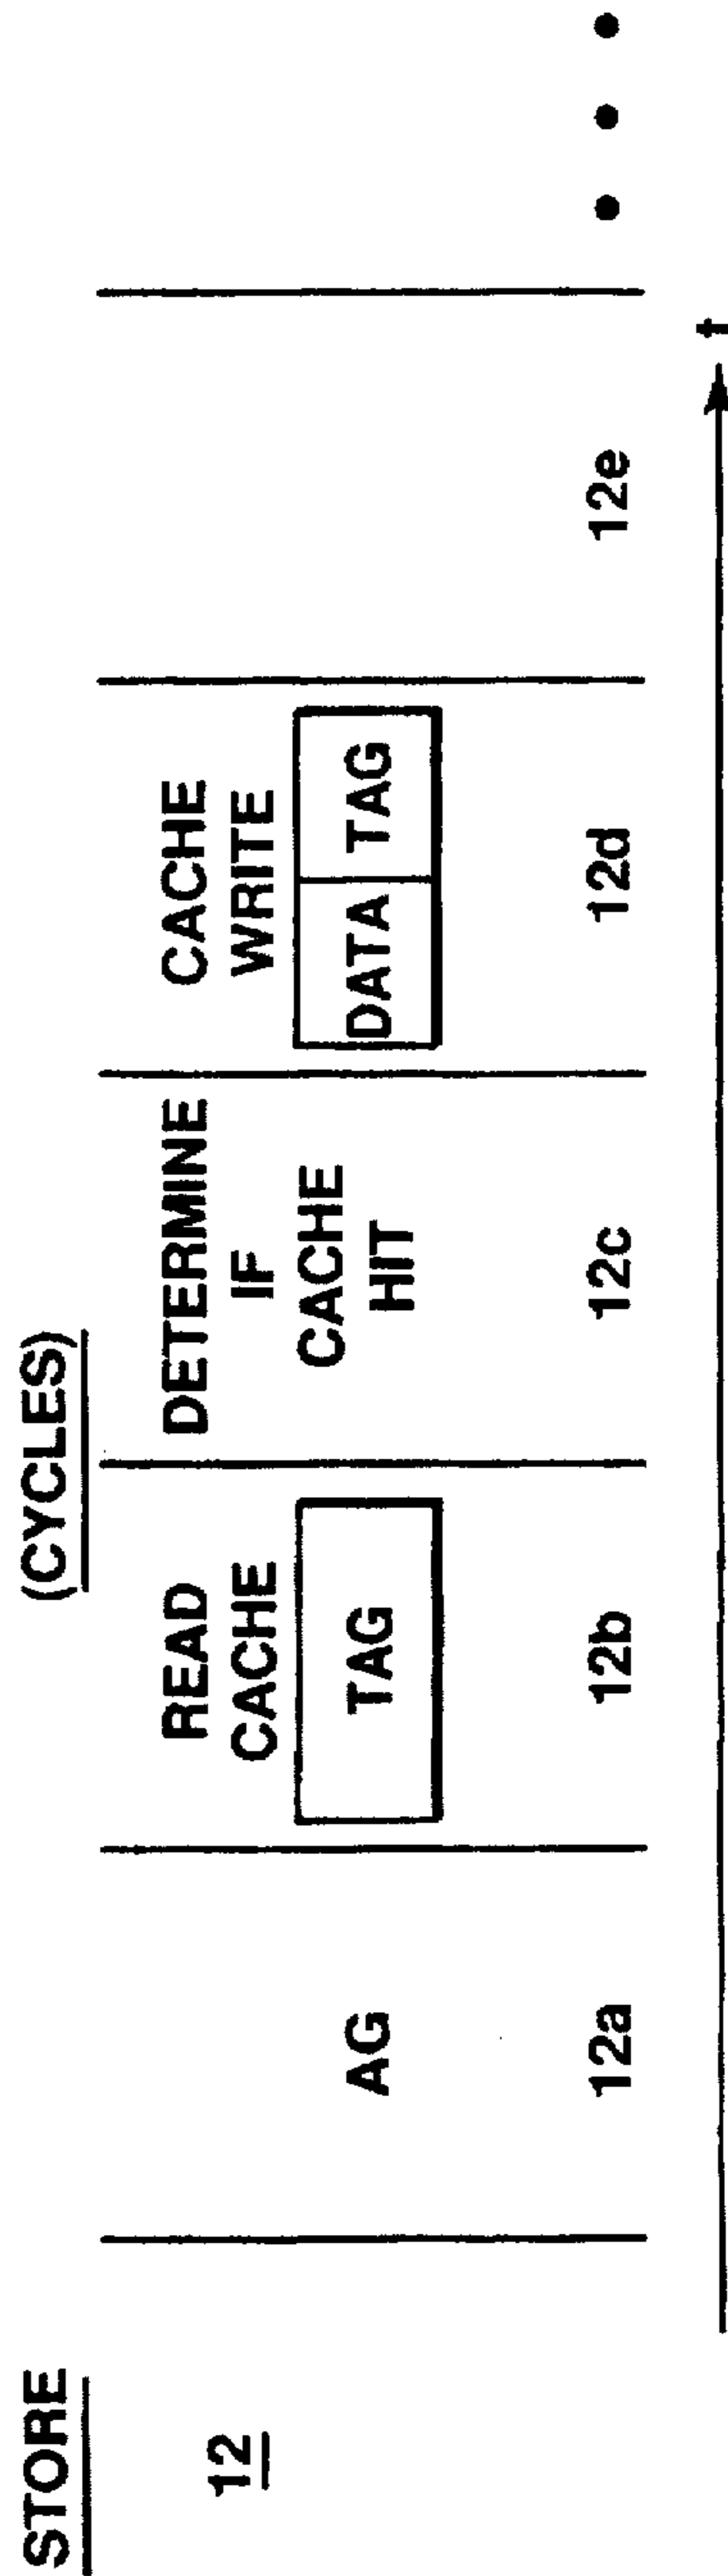 STORE
(CYCLES)
12
AG
READ
CACHE
TAG
DETERMINE
IF
CACHE
HIT
CACHE
WRITE
DATA TAG
12a
12b
12c
12d
12e
t